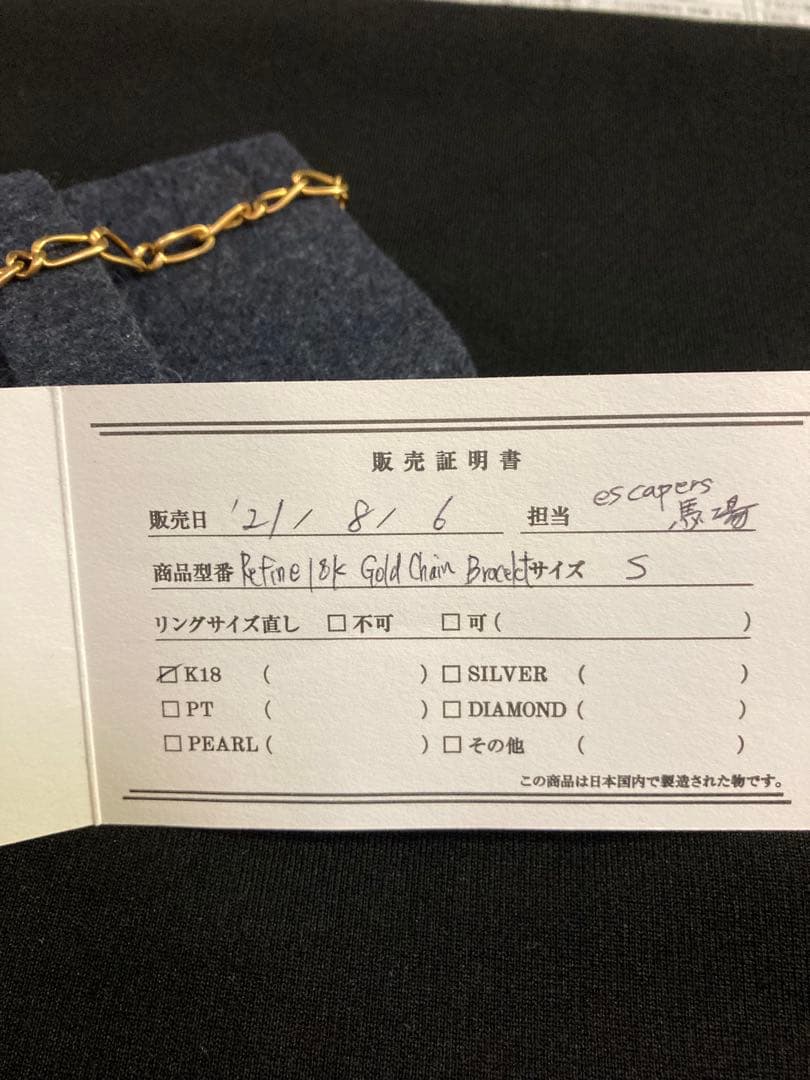 販売証明書
販売日 '21 / 8 / 6 担当 escapers 馬場
商品型番 Refine 18k Gold Chain Bracelet サイズ S
リングサイズ直し □不可 □可( )
☑K18 ( ) □SILVER ( )
□PT ( ) □DIAMOND ( )
□PEARL ( ) □その他 ( )
この商品は日本国内で製造された物です。